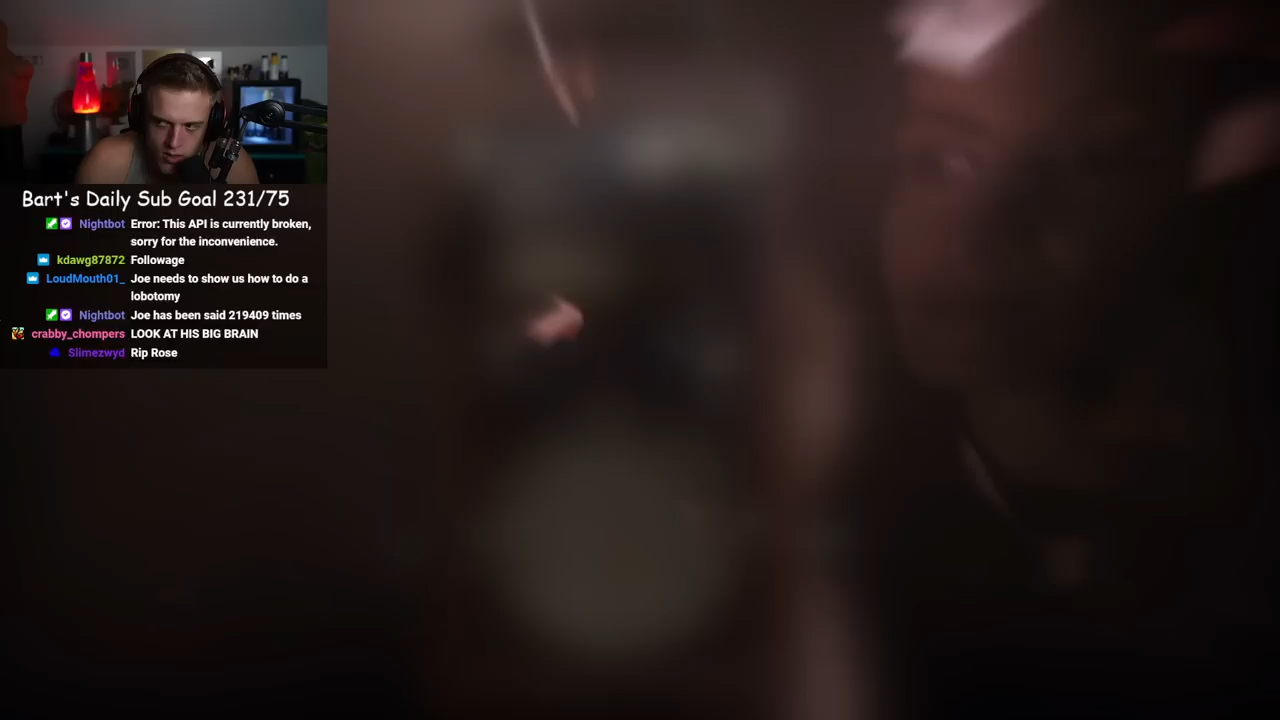 Bart's Daily Sub Goal 231/75
Nightbot Error: This API is currently broken,
sorry for the inconvenience.
kdawg87872 Followage
LoudMouth01_ Joe needs to show us how to do a
lobotomy
Nightbot Joe has been said 219409 times
crabby_chompers LOOK AT HIS BIG BRAIN
Slimezwyd Rip Rose